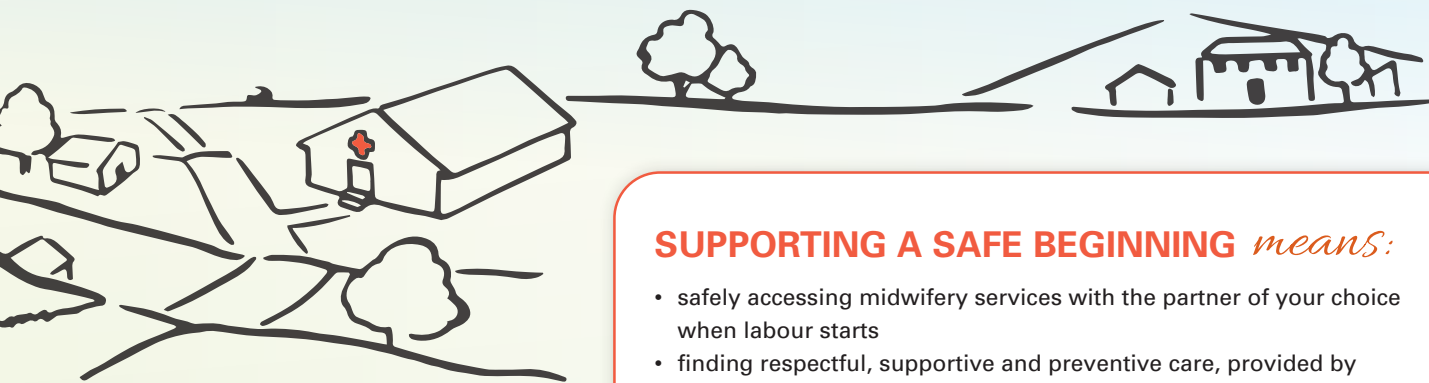 SUPPORTING A SAFE BEGINNING means:
• safely accessing midwifery services with the partner of your choice
when labour starts
• finding respectful, supportive and preventive care, provided by